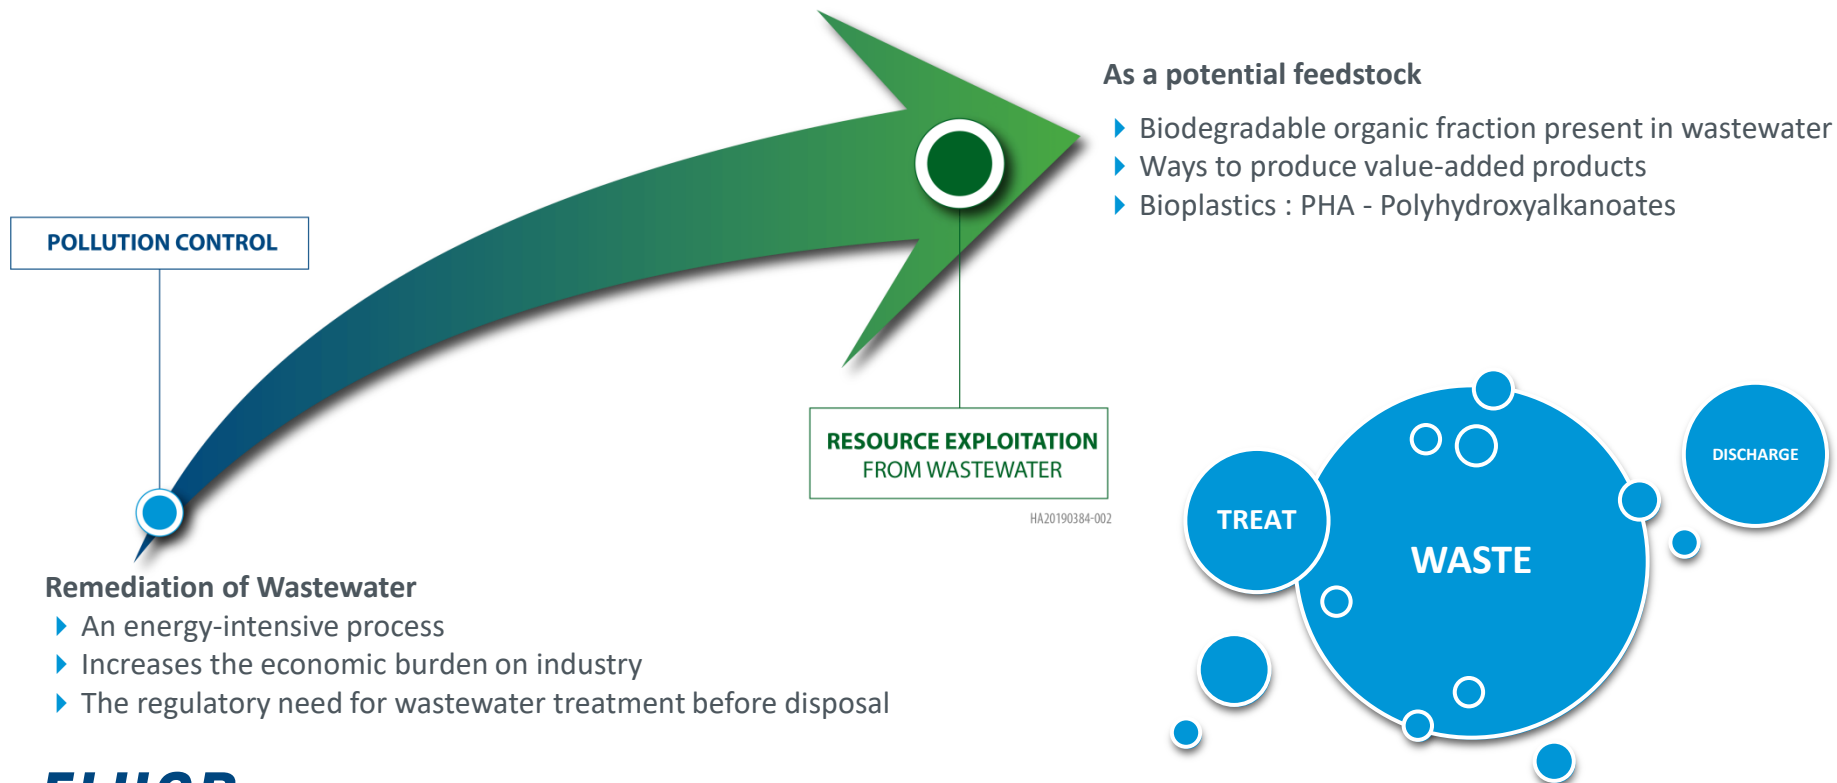 As a potential feedstock
Biodegradable organic fraction present in wastewater
Ways to produce value-added products
Bioplastics : PHA - Polyhydroxyalkanoates
POLLUTION CONTROL
RESOURCE EXPLOITATION
FROM WASTEWATER
HA20190384-002
Remediation of Wastewater
An energy-intensive process
Increases the economic burden on industry
The regulatory need for wastewater treatment before disposal
TREAT
WASTE
DISCHARGE